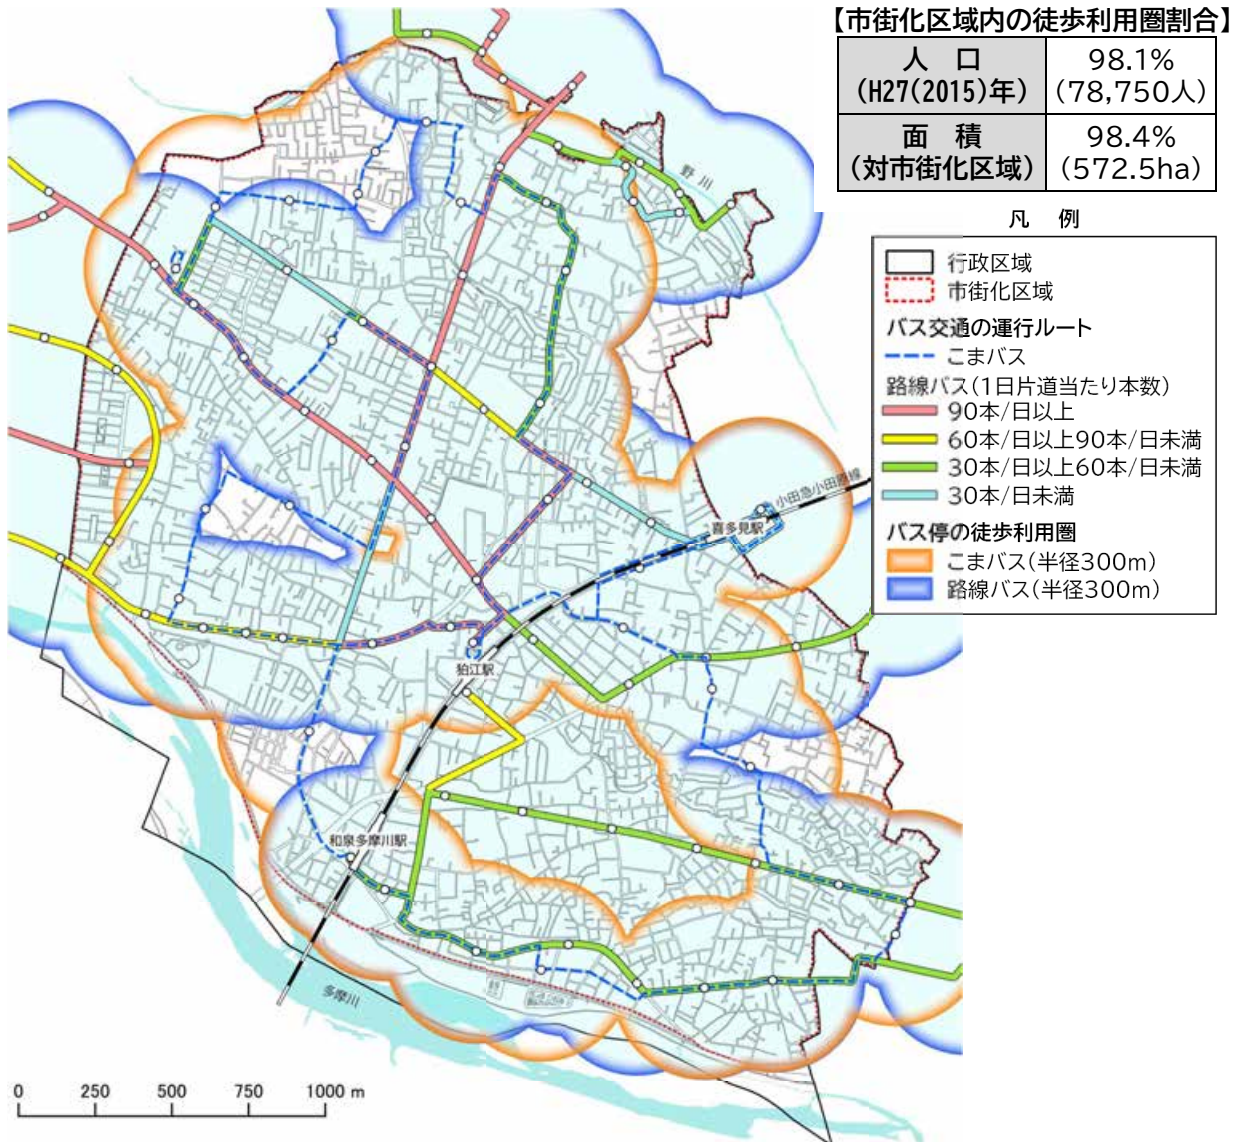 【市街化区域内の徒歩利用圏割合】
人 口
(H27(2015)年)
98.1%
(78,750人)
面 積
(対市街化区域)
98.4%
(572.5ha)
凡 例
行政区域
市街化区域
バス交通の運行ルート
こまバス
路線バス(1日片道当たり本数)
90本/日以上
60本/日以上90本/日未満
30本/日以上60本/日未満
30本/日未満
バス停の徒歩利用圏
こまバス(半径300m)
路線バス(半径300m)
野川
小田急小田原線
喜多見駅
狛江駅
和泉多摩川駅
多摩川
0 250 500 750 1000 m